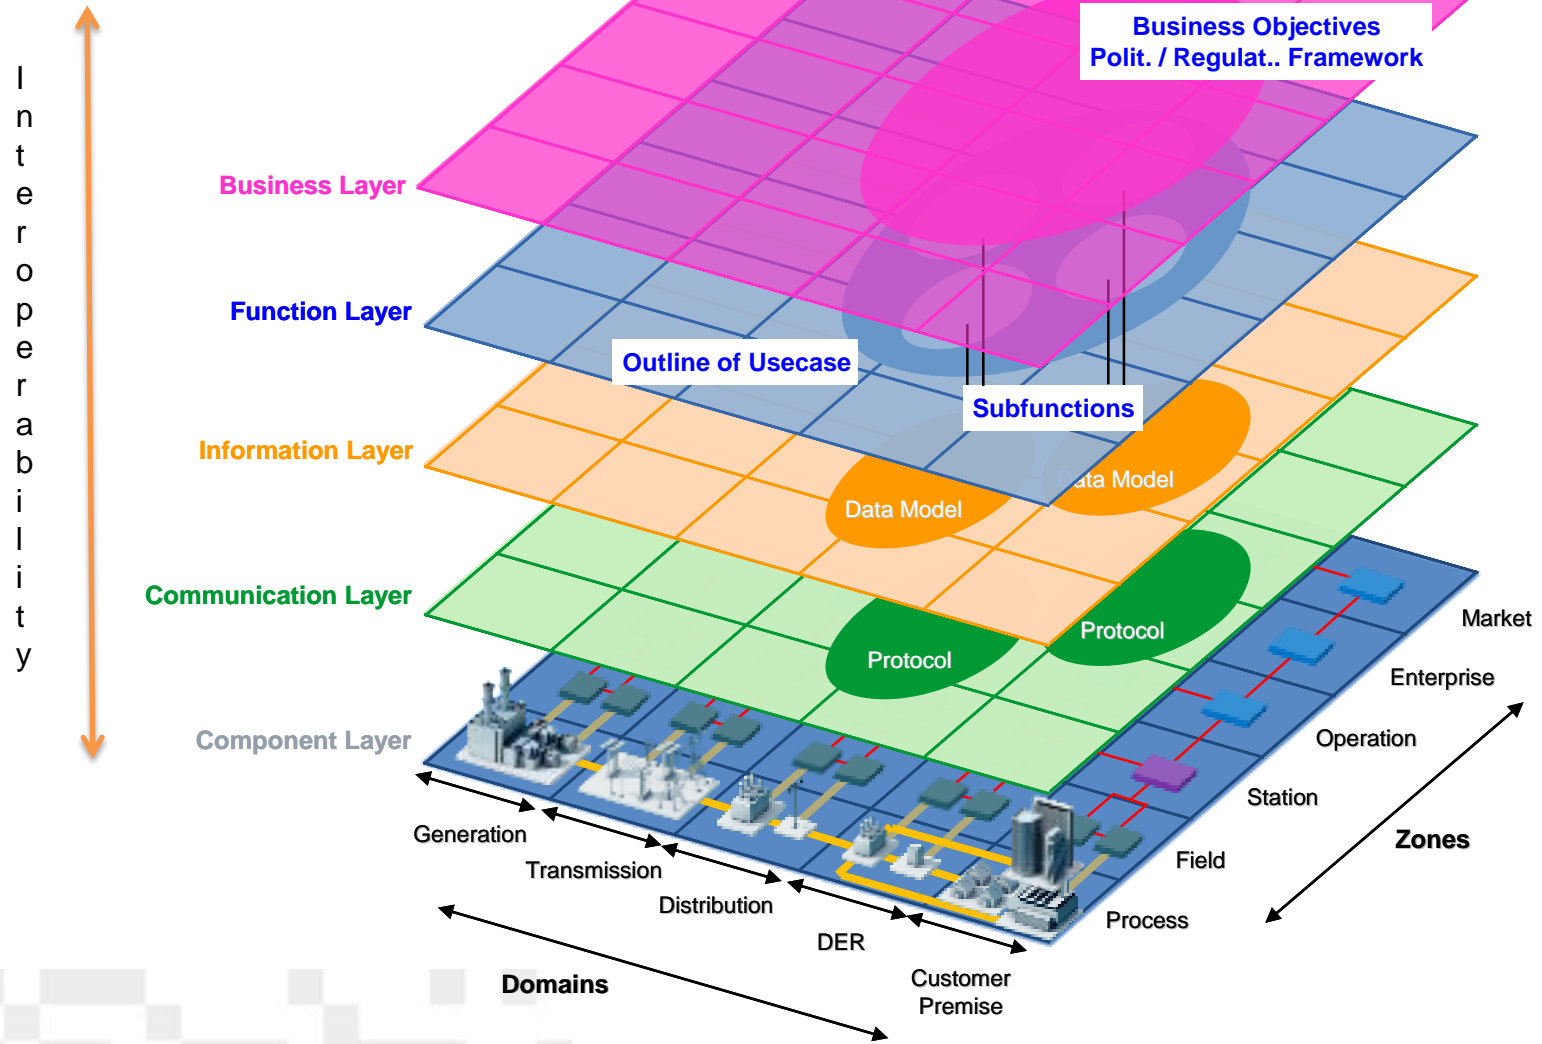 Interoperability
Business Objectives
Polit. / Regulat.. Framework
Business Layer
Function Layer
Outline of Usecase
Subfunctions
Information Layer
Data Model
Data Model
Communication Layer
Protocol
Protocol
Component Layer
Market
Enterprise
Operation
Station
Field
Process
Zones
Generation
Transmission
Distribution
DER
Customer
Premise
Domains